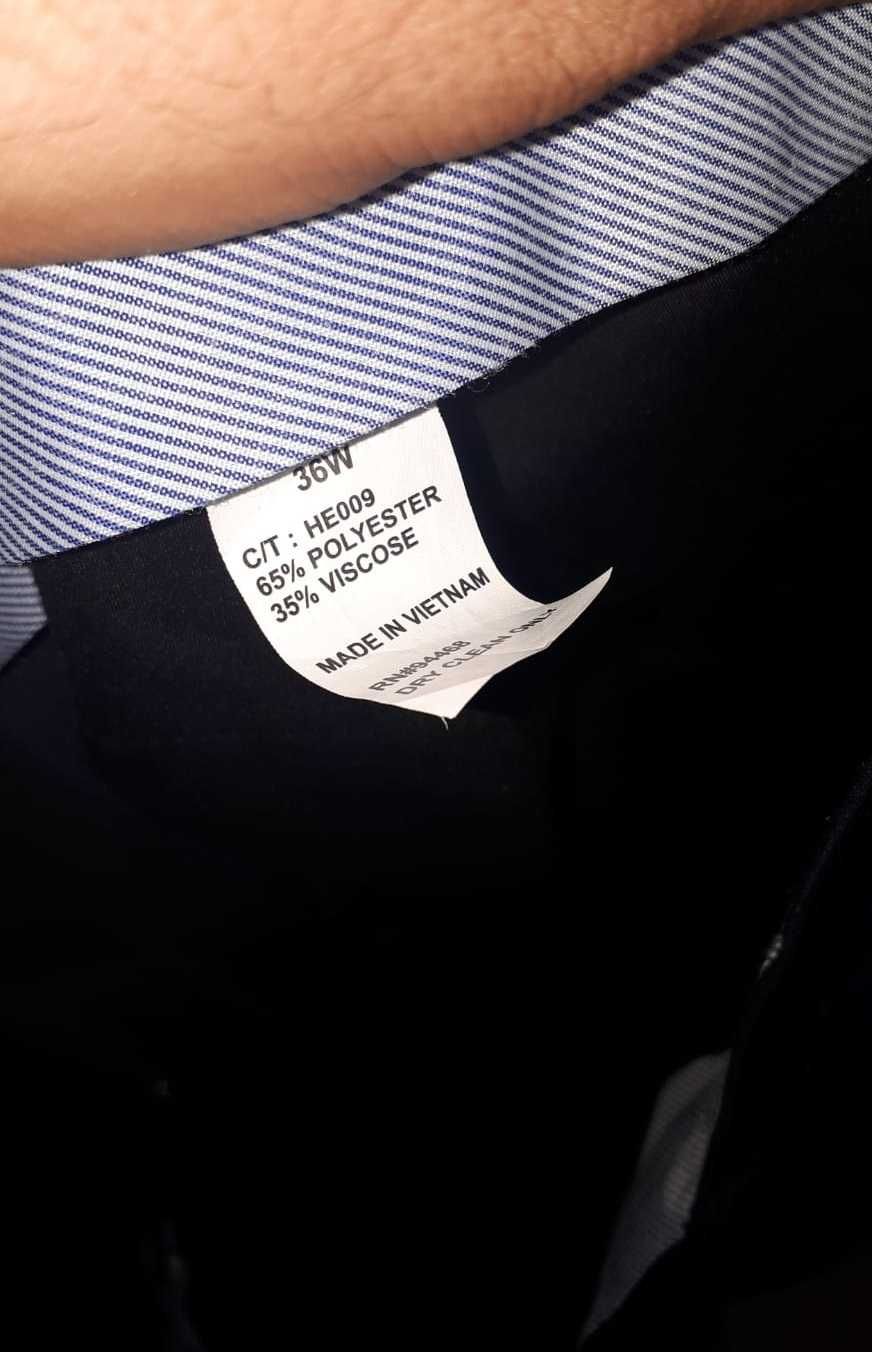 36W
C/T : HE009
65% POLYESTER
35% VISCOSE
MADE IN VIETNAM
RN#94468
DRY CLEAN ONLY